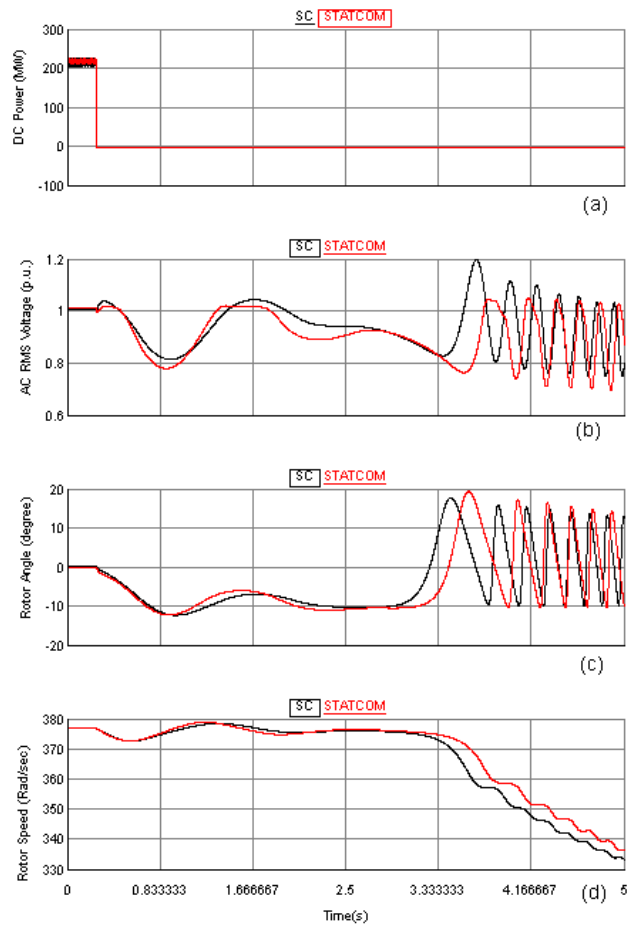 SC STATCOM
DC Power (MW)
300
200
100
0
-100
(a)
SC STATCOM
AC RMS Voltage (p.u.)
1.2
1
0.8
0.6
(b)
SC STATCOM
Rotor Angle (degree)
20
10
0
-10
-20
(c)
SC STATCOM
Rotor Speed (Rad/sec)
380
370
360
350
340
330
(d)
0 0.833333 1.666667 2.5 3.333333 4.166667 5
Time(s)